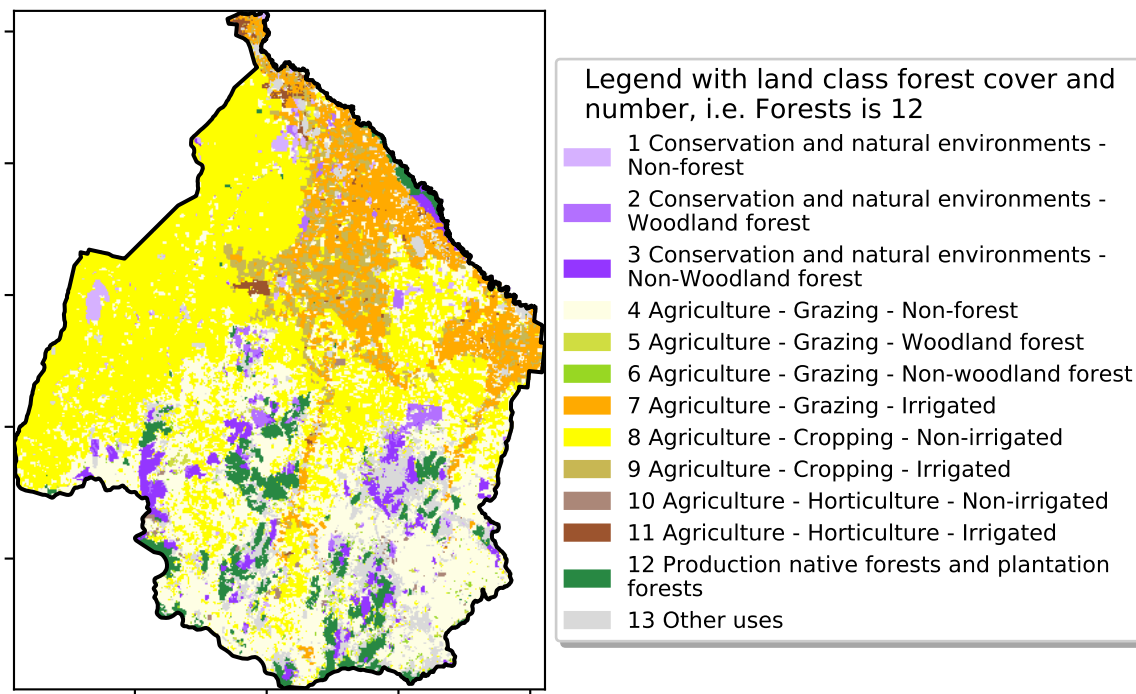 Legend with land class forest cover and
number, i.e. Forests is 12
1 Conservation and natural environments -
Non-forest
2 Conservation and natural environments -
Woodland forest
3 Conservation and natural environments -
Non-Woodland forest
4 Agriculture - Grazing - Non-forest
5 Agriculture - Grazing - Woodland forest
6 Agriculture - Grazing - Non-woodland forest
7 Agriculture - Grazing - Irrigated
8 Agriculture - Cropping - Non-irrigated
9 Agriculture - Cropping - Irrigated
10 Agriculture - Horticulture - Non-irrigated
11 Agriculture - Horticulture - Irrigated
12 Production native forests and plantation
forests
13 Other uses